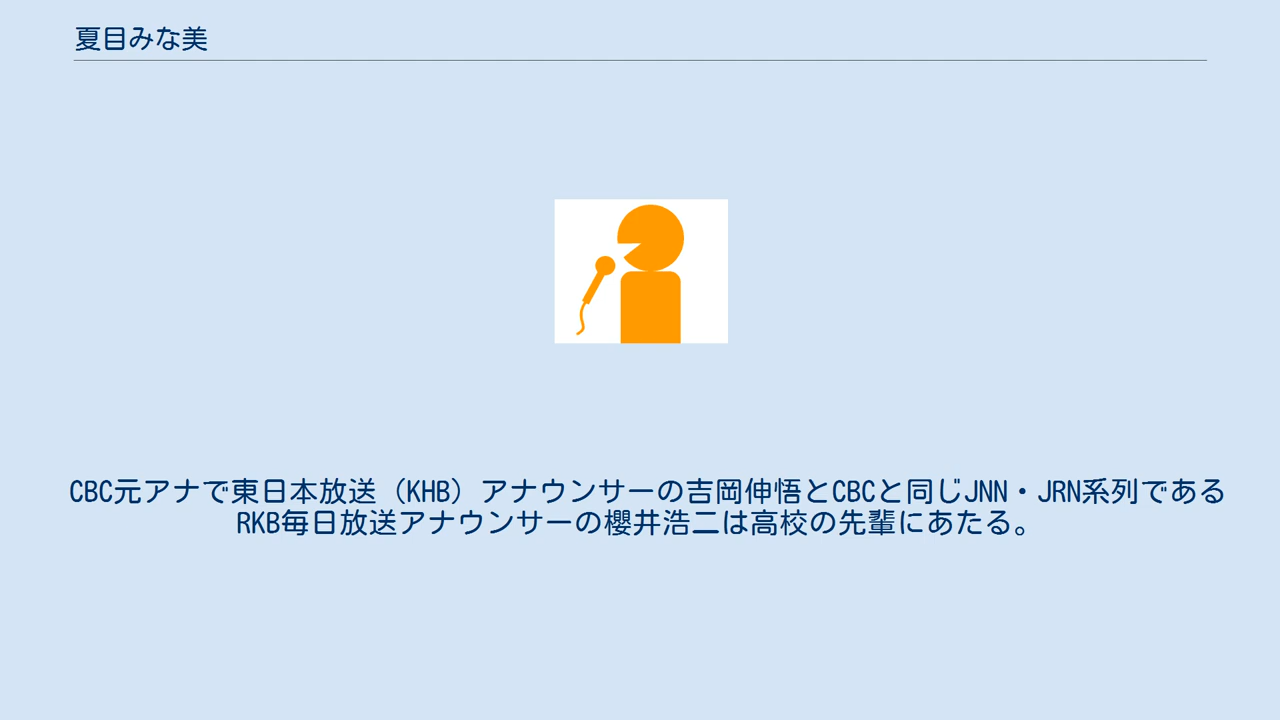 夏目みな美
CBC元アナで東日本放送（KHB）アナウンサーの吉岡伸悟とCBCと同じJNN・JRN系列である
RKB毎日放送アナウンサーの櫻井浩二は高校の先輩にあたる。